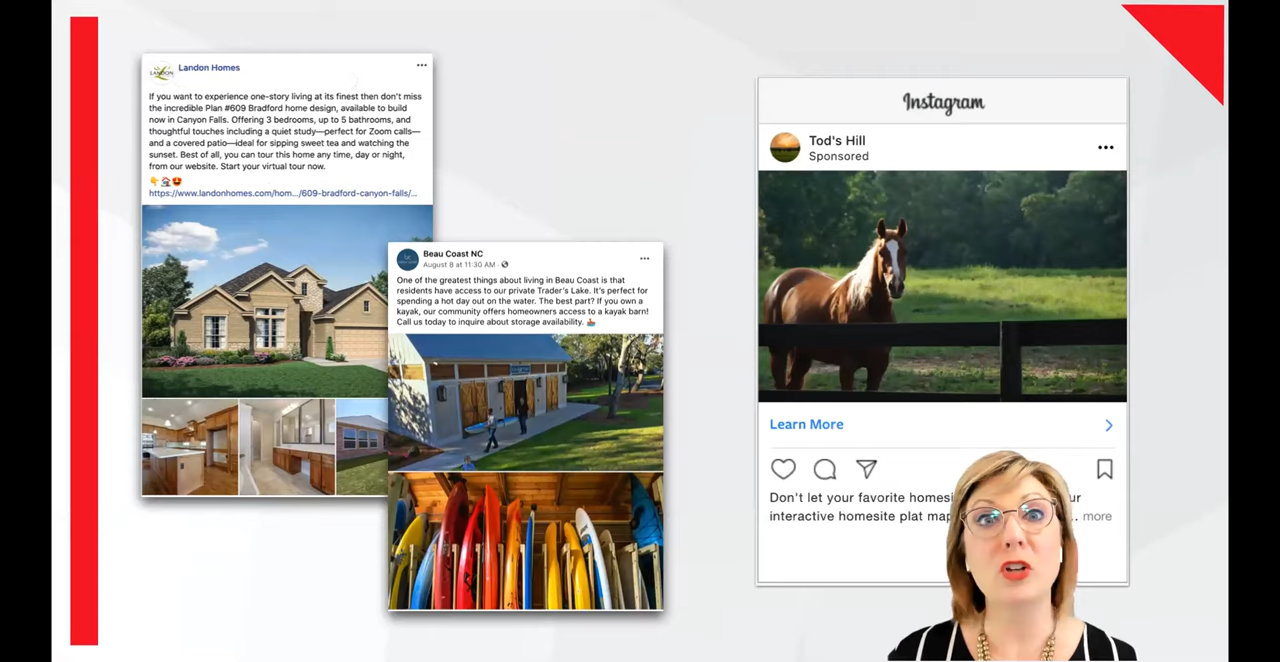 Landon Homes
LANDON
If you want to experience one-story living at its finest then don't miss
the incredible Plan #609 Bradford home design, available to build
now in Canyon Falls. Offering 3 bedrooms, up to 5 bathrooms, and
thoughtful touches including a quiet study—perfect for Zoom calls—
and a covered patio—ideal for sipping sweet tea and watching the
sunset. Best of all, you can tour this home any time, day or night,
from our website. Start your virtual tour now.
👇🏠😍
https://www.landonhomes.com/hom.../609-bradford-canyon-falls/...
Beau Coast NC
August 8 at 11:30 AM ·
One of the greatest things about living in Beau Coast is that
residents have access to our private Trader's Lake. It's perfect for
spending a hot day out on the water. The best part? If you own a
kayak, our community offers homeowners access to a kayak barn!
Call us today to inquire about storage availability. 🚣
Instagram
Tod's Hill
Sponsored
Learn More
Don't let your favorite homesi ur
interactive homesite plat map .. more